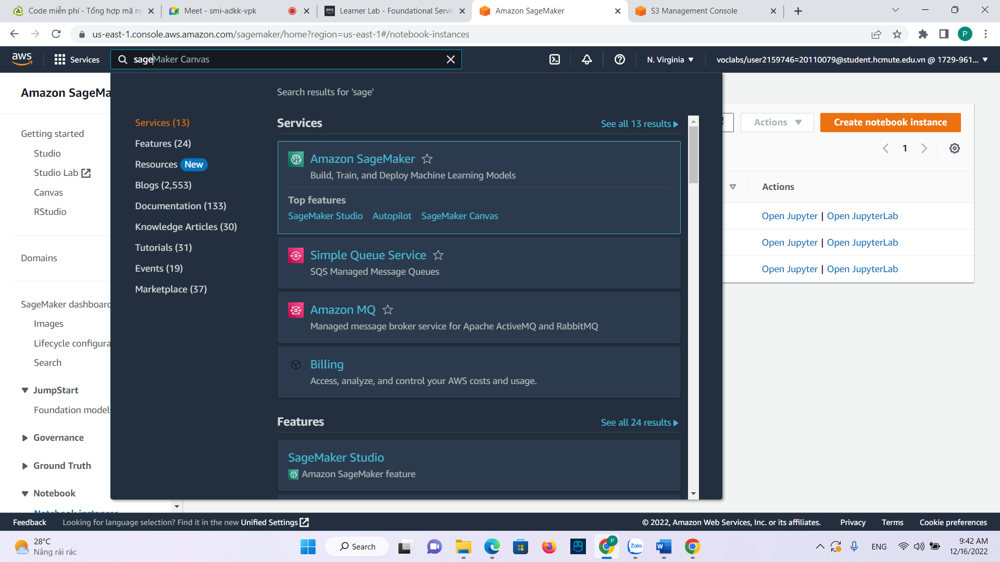 Code miễn phí - Tổng hợp mã ng
Meet - smi-adkk-vpk
Learner Lab - Foundational Servic
Amazon SageMaker
S3 Management Console
us-east-1.console.aws.amazon.com/sagemaker/home?region=us-east-1#/notebook-instances
P
aws
Services
sageMaker Canvas
N. Virginia
voclabs/user2159746=20110079@student.hcmute.edu.vn @ 1729-961...
Amazon SageMa
Getting started
Studio
Studio Lab
Canvas
RStudio
Domains
SageMaker dashboard
Images
Lifecycle configura
Search
JumpStart
Foundation models
Governance
Ground Truth
Notebook
Notebook instances
Search results for 'sage'
Services (13)
Features (24)
Resources New
Blogs (2,553)
Documentation (133)
Knowledge Articles (30)
Tutorials (31)
Events (19)
Marketplace (37)
Services
See all 13 results
Amazon SageMaker
Build, Train, and Deploy Machine Learning Models
Top features
SageMaker Studio Autopilot SageMaker Canvas
Simple Queue Service
SQS Managed Message Queues
Amazon MQ
Managed message broker service for Apache ActiveMQ and RabbitMQ
Billing
Access, analyze, and control your AWS costs and usage.
Features
See all 24 results
SageMaker Studio
Amazon SageMaker feature
Actions
Create notebook instance
1
Actions
Open Jupyter | Open JupyterLab
Open Jupyter | Open JupyterLab
Open Jupyter | Open JupyterLab
Feedback
Looking for language selection? Find it in the new Unified Settings
© 2022, Amazon Web Services, Inc. or its affiliates.
Privacy
Terms
Cookie preferences
28°C
Nắng rải rác
Search
P
Zalo
W
ENG
9:42 AM
12/16/2022